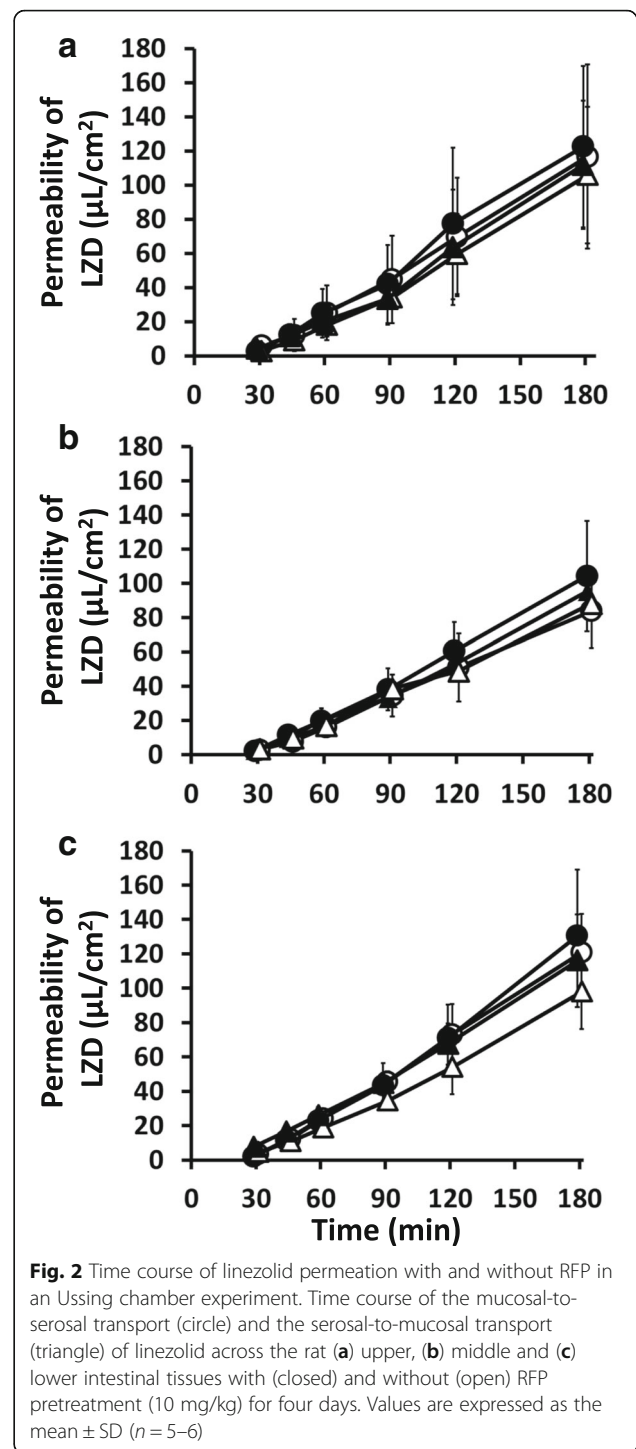 a
180
160
140
120
100
80
60
40
20
0
Permeability of
LZD (µL/cm²)
0 30 60 90 120 150 180
b
180
160
140
120
100
80
60
40
20
0
Permeability of
LZD (µL/cm²)
0 30 60 90 120 150 180
c
180
160
140
120
100
80
60
40
20
0
Permeability of
LZD (µL/cm²)
0 30 60 90 120 150 180
Time (min)
Fig. 2 Time course of linezolid permeation with and without RFP in
an Ussing chamber experiment. Time course of the mucosal-to-
serosal transport (circle) and the serosal-to-mucosal transport
(triangle) of linezolid across the rat (a) upper, (b) middle and (c)
lower intestinal tissues with (closed) and without (open) RFP
pretreatment (10 mg/kg) for four days. Values are expressed as the
mean ± SD (n = 5–6)